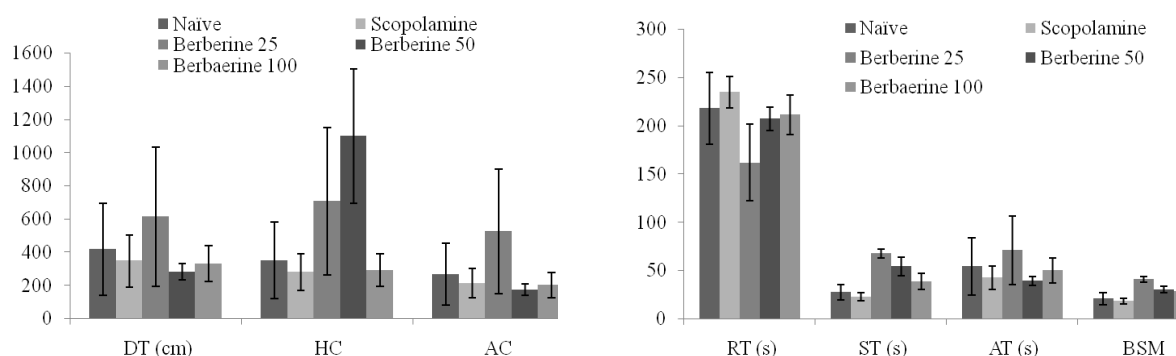 Naïve Scopolamine
Berberine 25 Berberine 50
Berbaerine 100
1600
1400
1200
1000
800
600
400
200
0
DT (cm) HC AC
300
250
200
150
100
50
0
Naïve Scopolamine
Berberine 25 Berberine 50
Berbaerine 100
RT (s) ST (s) AT (s) BSM